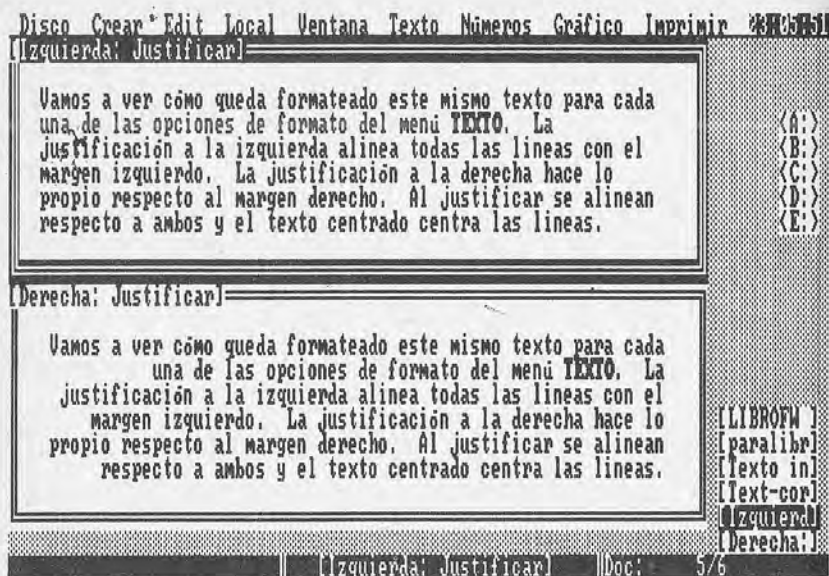 Disco Crear Edit Local Ventana Texto Números Gráfico Imprimir
[Izquierda: Justificar]
Vamos a ver cómo queda formateado este mismo texto para cada
una de las opciones de formato del menú TEXTO. La
justificación a la izquierda alinea todas las lineas con el
margen izquierdo. La justificación a la derecha hace lo
propio respecto al margen derecho. Al justificar se alinean
respecto a ambos y el texto centrado centra las lineas.
<A:>
<B:>
<C:>
<D:>
<E:>
[Derecha: Justificar]
Vamos a ver cómo queda formateado este mismo texto para cada
una de las opciones de formato del menú TEXTO. La
justificación a la izquierda alinea todas las lineas con el
margen izquierdo. La justificación a la derecha hace lo
propio respecto al margen derecho. Al justificar se alinean
respecto a ambos y el texto centrado centra las lineas.
[LIBROFW ]
[paralibr]
[Texto in]
[Text-cor]
[Izquierd]
[Derecha:]
[Izquierda: Justificar] Doc: 5/6